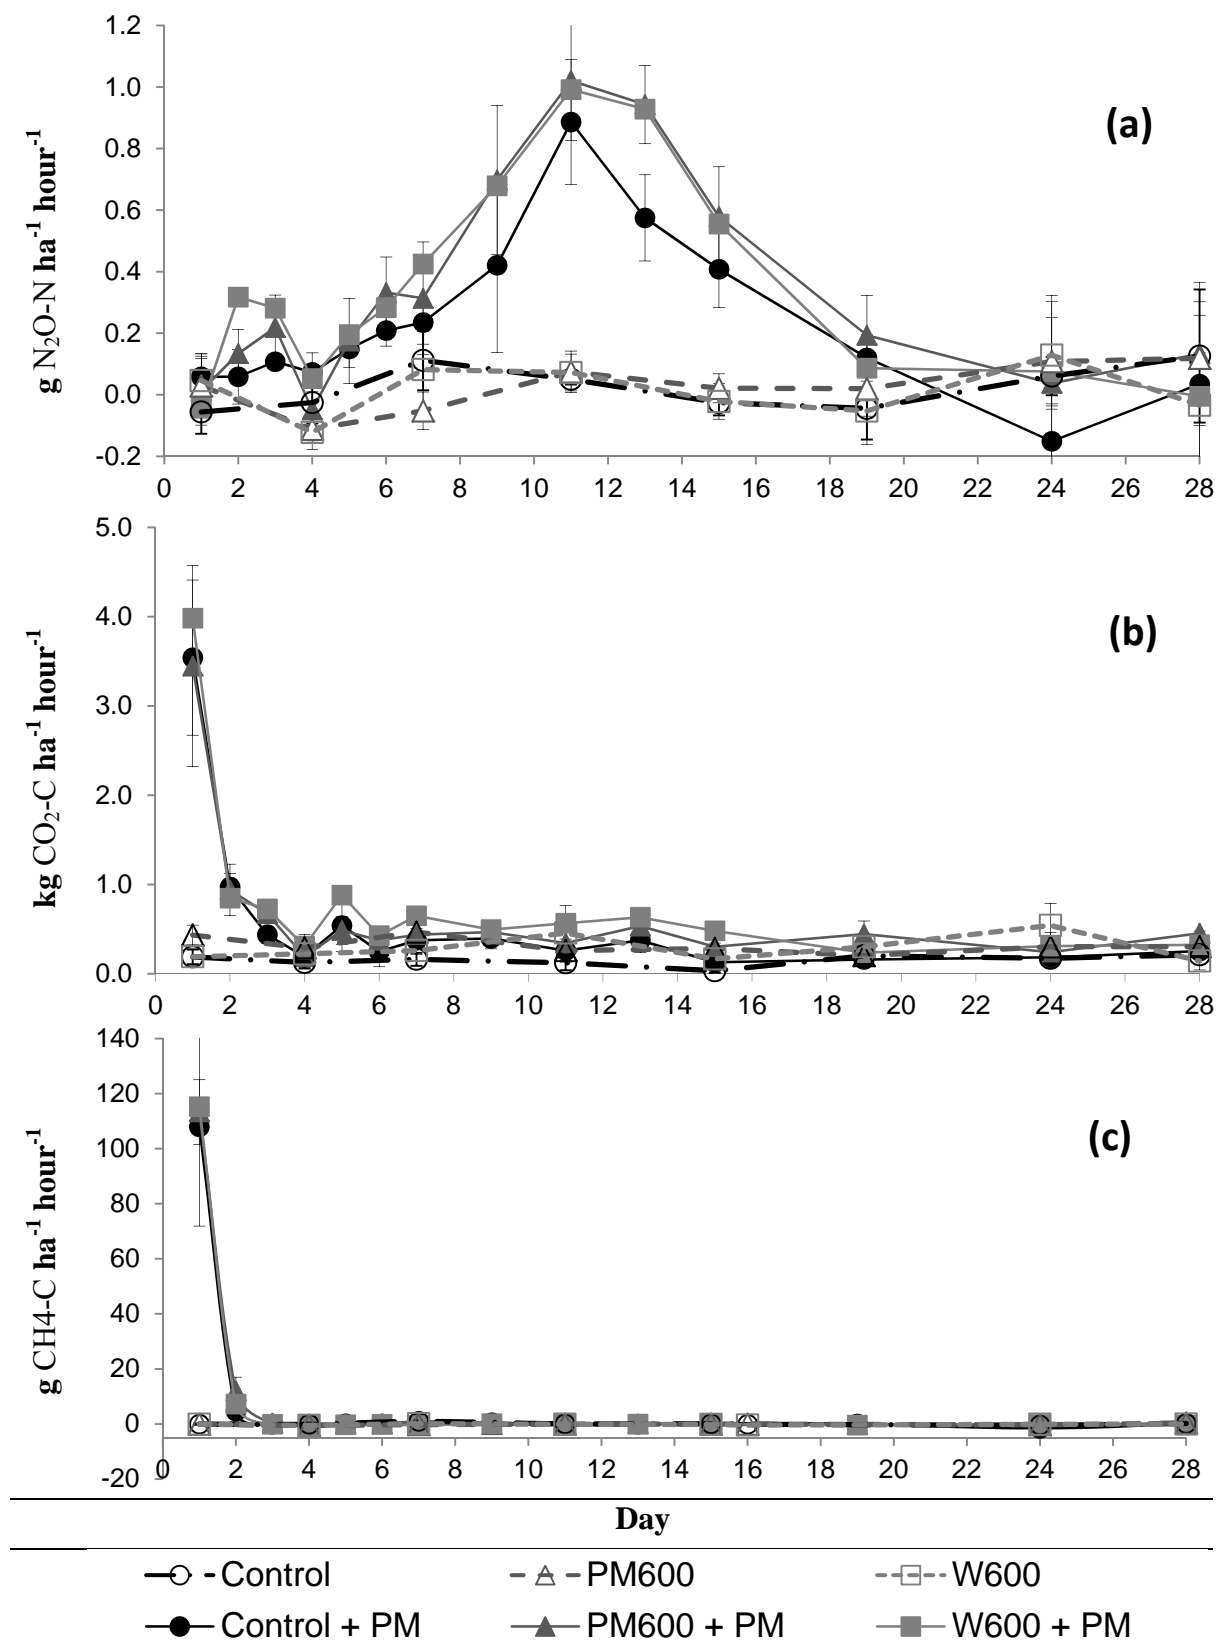 1.2
1.0
(a)
0.8
0.6
0.4
0.2
0.0
-0.2
g N₂O-N ha⁻¹ hour⁻¹
0 2 4 6 8 10 12 14 16 18 20 22 24 26 28
5.0
4.0
(b)
3.0
2.0
1.0
0.0
kg CO₂-C ha⁻¹ hour⁻¹
0 2 4 6 8 10 12 14 16 18 20 22 24 26 28
140
120
(c)
100
80
60
40
20
0
-20
g CH4-C ha⁻¹ hour⁻¹
0 2 4 6 8 10 12 14 16 18 20 22 24 26 28
Day
Control PM600 W600
Control + PM PM600 + PM W600 + PM